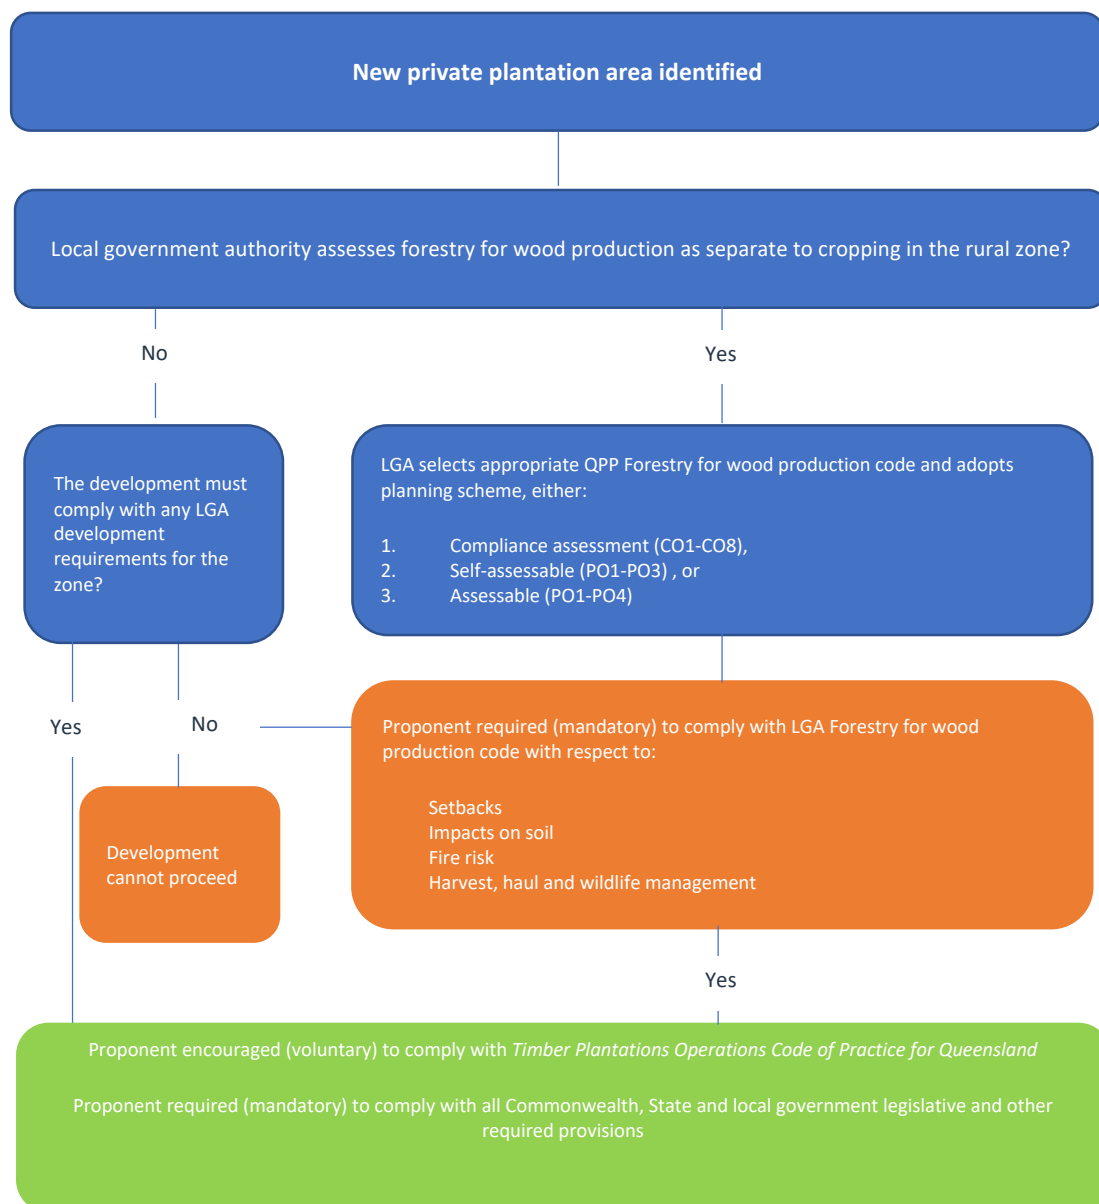 New private plantation area identified
Local government authority assesses forestry for wood production as separate to cropping in the rural zone?
No
Yes
The development must
comply with any LGA
development
requirements for the
zone?
LGA selects appropriate QPP Forestry for wood production code and adopts
planning scheme, either:
1. Compliance assessment (CO1-CO8),
2. Self-assessable (PO1-PO3) , or
3. Assessable (PO1-PO4)
Yes
No
Proponent required (mandatory) to comply with LGA Forestry for wood
production code with respect to:
Setbacks
Impacts on soil
Fire risk
Harvest, haul and wildlife management
Development
cannot proceed
Yes
Proponent encouraged (voluntary) to comply with Timber Plantations Operations Code of Practice for Queensland
Proponent required (mandatory) to comply with all Commonwealth, State and local government legislative and other
required provisions